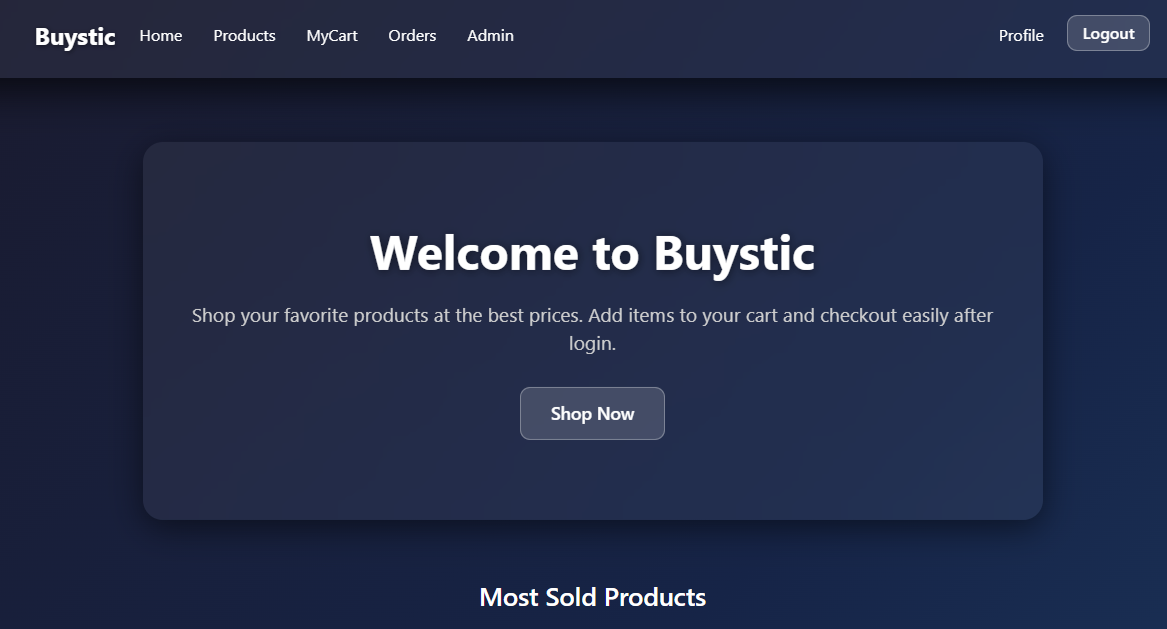 Buystic Home Products MyCart Orders Admin Profile Logout
Welcome to Buystic
Shop your favorite products at the best prices. Add items to your cart and checkout easily after
login.
Shop Now
Most Sold Products